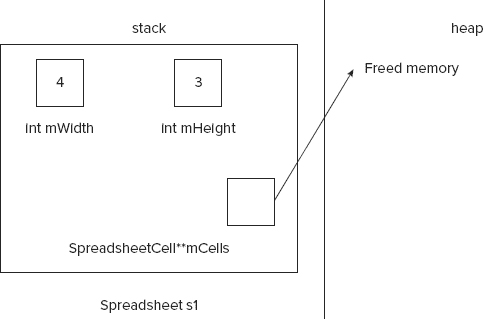 stack
heap
Freed memory
4
3
int mWidth
int mHeight
SpreadsheetCell**mCells
Spreadsheet s1